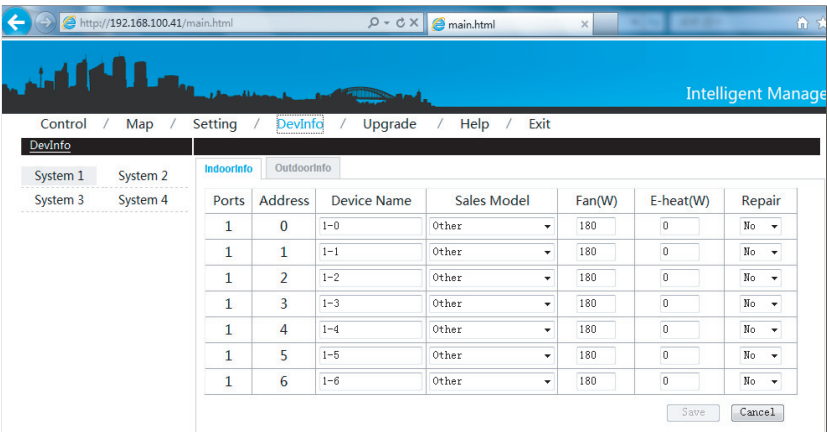 http://192.168.100.41/main.html
main.html
Intelligent Manage
Control / Map / Setting / DevInfo / Upgrade / Help / Exit
DevInfo
System 1 System 2
System 3 System 4
IndoorInfo OutdoorInfo
Ports Address Device Name Sales Model Fan(W) E-heat(W) Repair
1 0 1-0 Other 180 0 No
1 1 1-1 Other 180 0 No
1 2 1-2 Other 180 0 No
1 3 1-3 Other 180 0 No
1 4 1-4 Other 180 0 No
1 5 1-5 Other 180 0 No
1 6 1-6 Other 180 0 No
Save Cancel